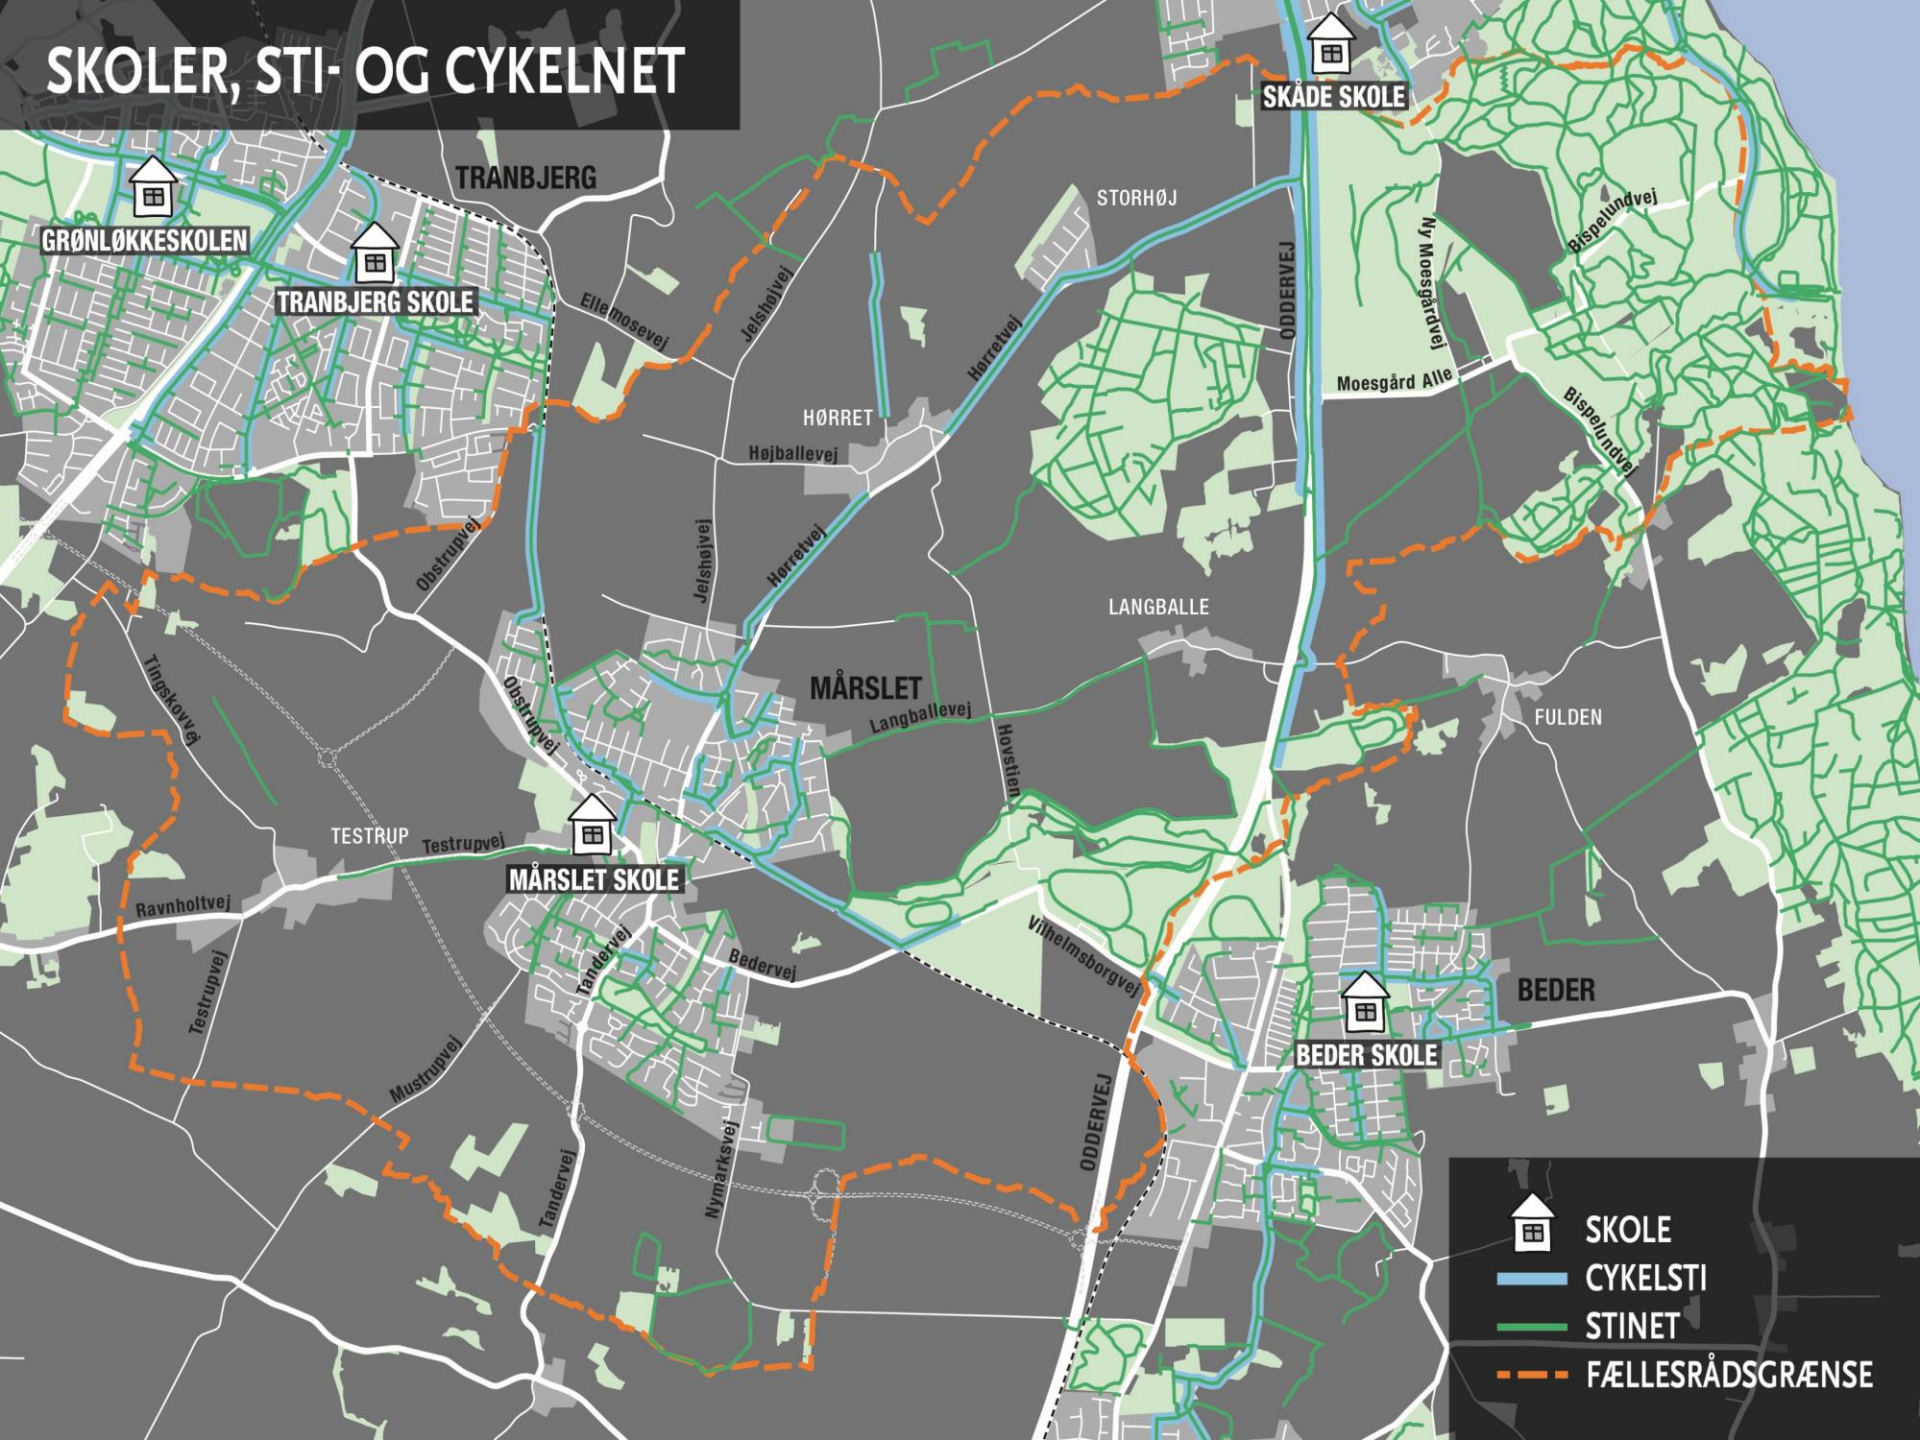 SKOLER, STI- OG CYKELNET
SKÅDE SKOLE
TRANBJERG
GRØNLØKKESKOLEN
TRANBJERG SKOLE
STORHØJ
Bispelundvej
Ny Moesgårdvej
ODDERVEJ
Ellemosevej
Jelshøjvej
Hørretvej
Moesgård Alle
Bispelundvej
HØRRET
Højballevej
Obstrupvej
Jelshøjvej
Hørretvej
LANGBALLE
Tingskovvej
Obstrupvej
MÅRSLET
Langballevej
Hovstien
FULDEN
TESTRUP
Testrupvej
MÅRSLET SKOLE
Ravnholtvej
Testrupvej
Tandervej
Bedervej
Vilhelmsborgvej
BEDER
BEDER SKOLE
Mustrupvej
ODDERVEJ
Tandervej
Nymarksvej
SKOLE
CYKELSTI
STINET
FÆLLESRÅDSGRÆNSE